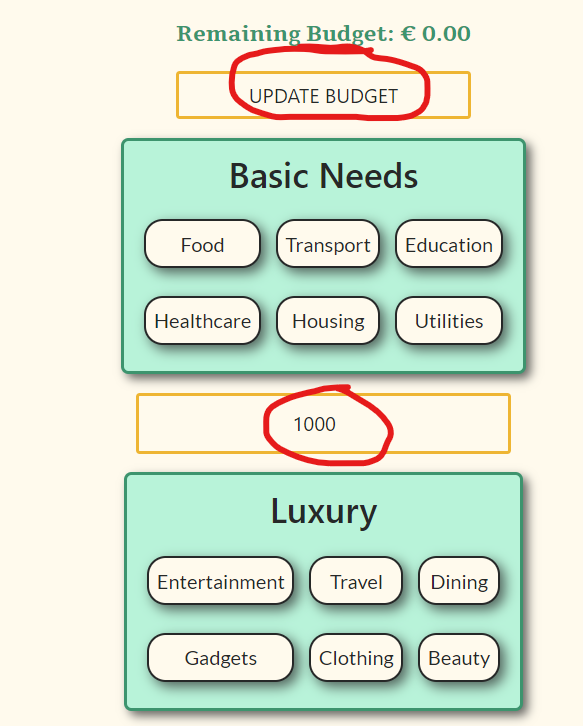 Remaining Budget: € 0.00
UPDATE BUDGET
Basic Needs
Food Transport Education
Healthcare Housing Utilities
1000
Luxury
Entertainment Travel Dining
Gadgets Clothing Beauty